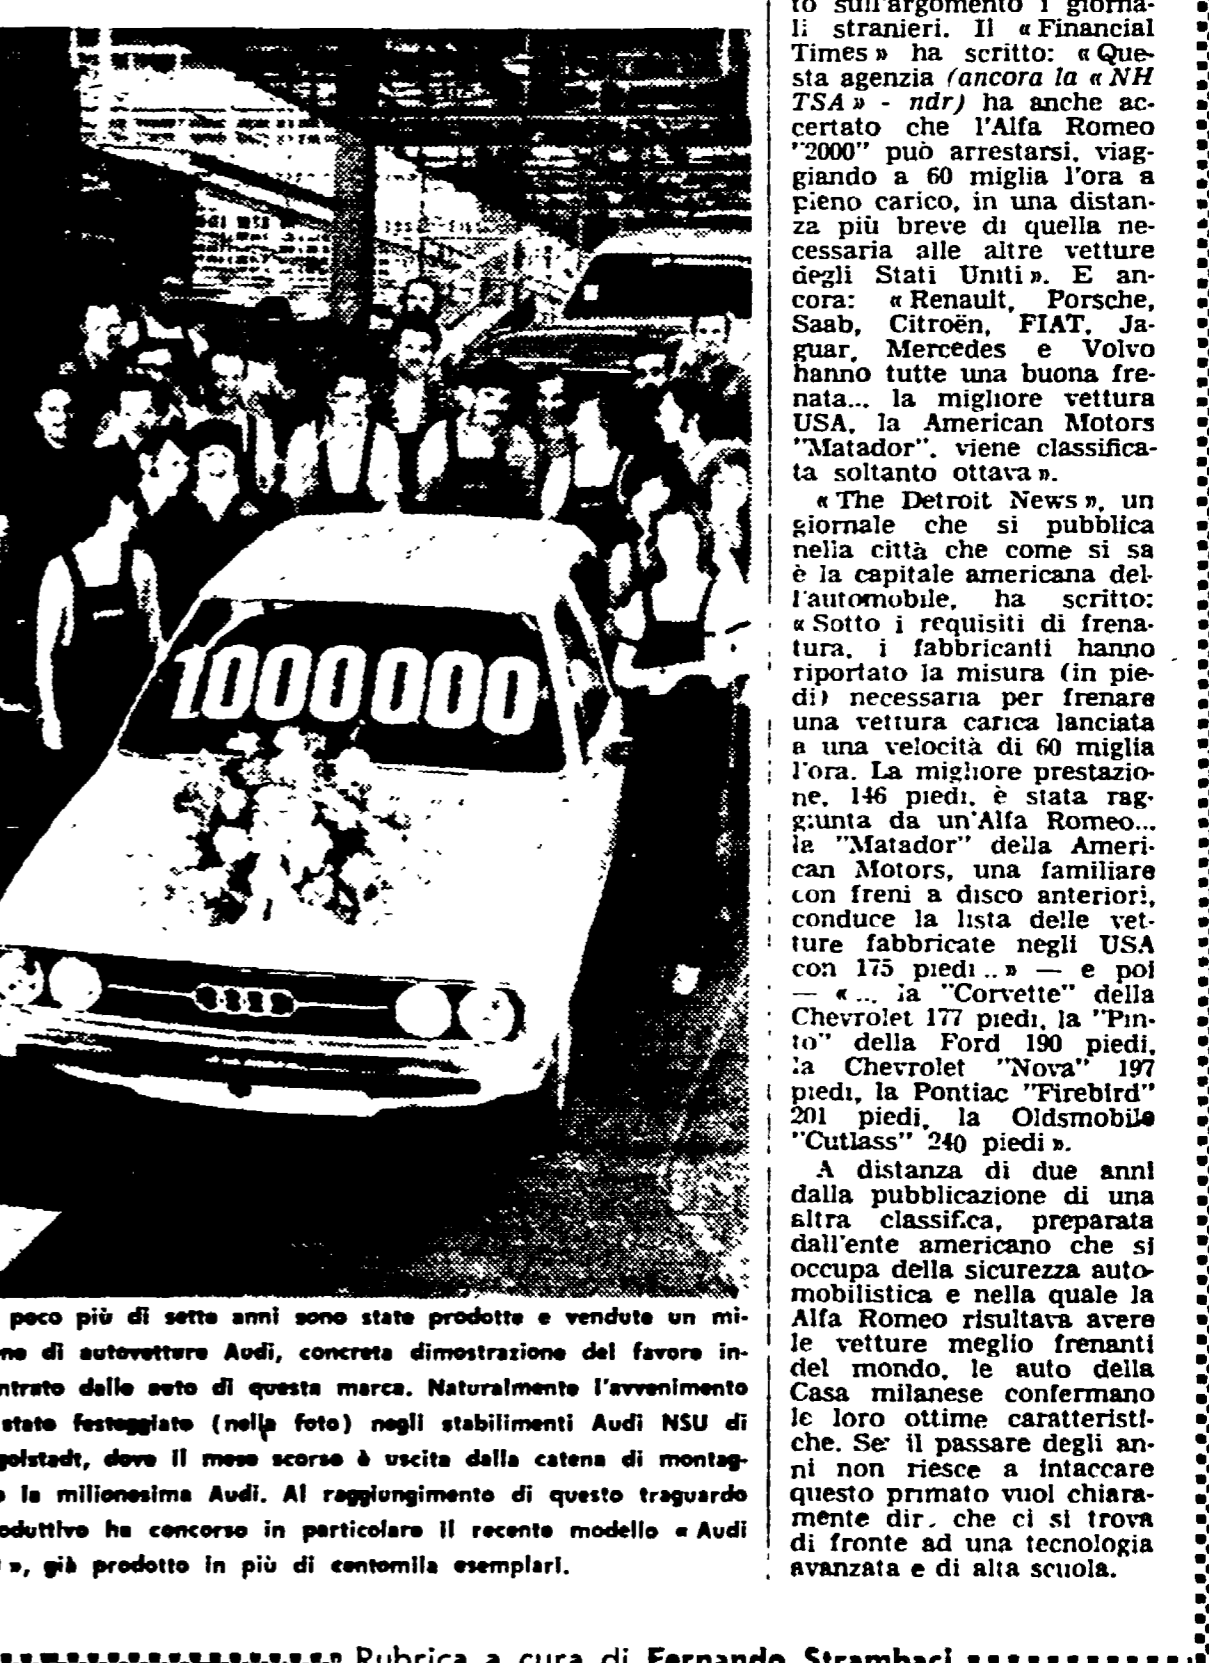 1000000
poco più di sette anni sono state prodotte e vendute un mi-
ne di autovetture Audi, concreta dimostrazione del favore in-
ntrato dalle auto di questa marca. Naturalmente l'avvenimento
stato festeggiato (nella foto) negli stabilimenti Audi NSU di
golstadt, dove il mese scorso è uscita dalla catena di montag-
o la milionesima Audi. Al raggiungimento di questo traguardo
oduttivo ha concorso in particolare il recente modello « Audi
», già prodotto in più di centomila esemplari.
to sull'argomento i giorna-
li stranieri. Il « Financial
Times » ha scritto: « Que-
sta agenzia (ancora la « NH
TSA » - ndr) ha anche ac-
certato che l'Alfa Romeo
"2000" può arrestarsi, viag-
giando a 60 miglia l'ora a
pieno carico, in una distan-
za più breve di quella ne-
cessaria alle altre vetture
degli Stati Uniti ». E an-
cora: « Renault, Porsche,
Saab, Citroën, FIAT, Ja-
guar, Mercedes e Volvo
hanno tutte una buona fre-
nata... la migliore vettura
USA, la American Motors
"Matador", viene classifica-
ta soltanto ottava ».
« The Detroit News », un
giornale che si pubblica
nella città che come si sa
è la capitale americana del-
l'automobile, ha scritto:
« Sotto i requisiti di frena-
tura, i fabbricanti hanno
riportato la misura (in pie-
di) necessaria per frenare
una vettura carica lanciata
a una velocità di 60 miglia
l'ora. La migliore prestazio-
ne, 146 piedi, è stata rag-
giunta da un'Alfa Romeo...
la "Matador" della Ameri-
can Motors, una familiare
con freni a disco anteriori,
conduce la lista delle vet-
ture fabbricate negli USA
con 175 piedi .. » — e poi
— « ... la "Corvette" della
Chevrolet 177 piedi, la "Pin-
to" della Ford 190 piedi,
la Chevrolet "Nova" 197
piedi, la Pontiac "Firebird"
201 piedi, la Oldsmobile
"Cutlass" 240 piedi ».
A distanza di due anni
dalla pubblicazione di una
altra classifica, preparata
dall'ente americano che si
occupa della sicurezza auto-
mobilistica e nella quale la
Alfa Romeo risultava avere
le vetture meglio frenanti
del mondo, le auto della
Casa milanese confermano
le loro ottime caratteristi-
che. Se il passare degli an-
ni non riesce a intaccare
questo primato vuol chiara-
mente dir. che ci si trova
di fronte ad una tecnologia
avanzata e di alta scuola.
Rubrica a cura di Fernando Strambaci